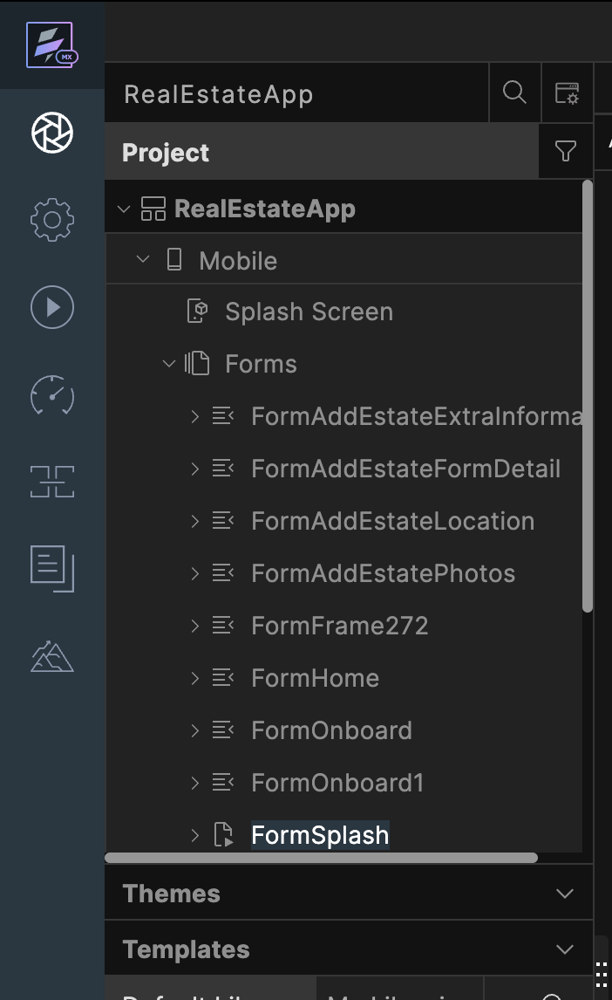 MX
RealEstateApp
Project
RealEstateApp
Mobile
Splash Screen
Forms
FormAddEstateExtraInforma
FormAddEstateFormDetail
FormAddEstateLocation
FormAddEstatePhotos
FormFrame272
FormHome
FormOnboard
FormOnboard1
FormSplash
Themes
Templates